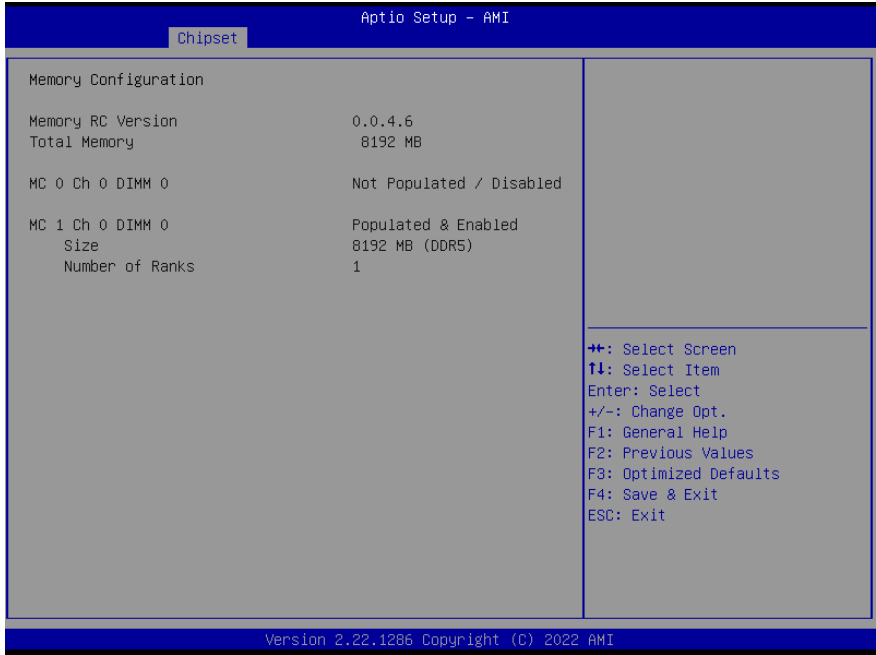 Aptio Setup – AMI
Chipset
Memory Configuration
Memory RC Version 0.0.4.6
Total Memory 8192 MB
MC 0 Ch 0 DIMM 0 Not Populated / Disabled
MC 1 Ch 0 DIMM 0 Populated & Enabled
Size 8192 MB (DDR5)
Number of Ranks 1
→←: Select Screen
↑↓: Select Item
Enter: Select
+/-: Change Opt.
F1: General Help
F2: Previous Values
F3: Optimized Defaults
F4: Save & Exit
ESC: Exit
Version 2.22.1286 Copyright (C) 2022 AMI